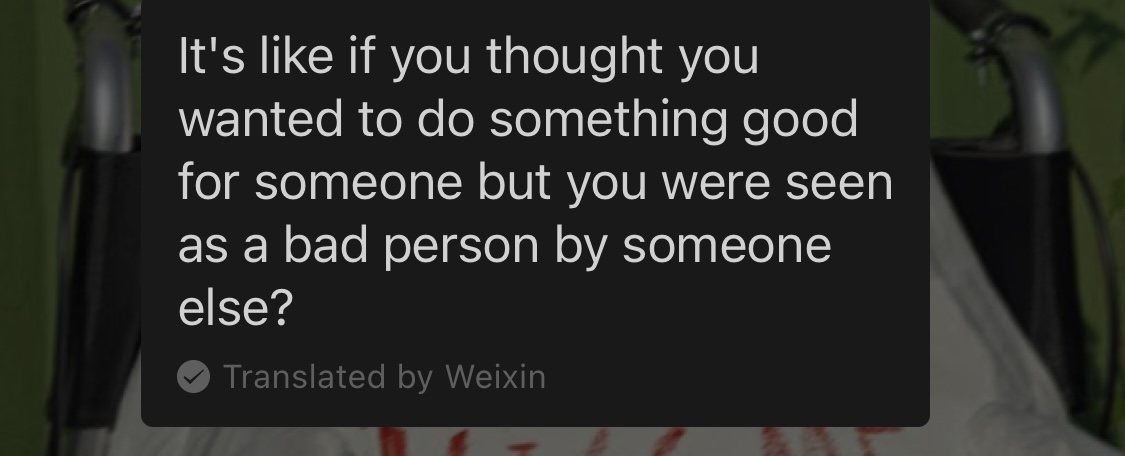 It's like if you thought you
wanted to do something good
for someone but you were seen
as a bad person by someone
else?
Translated by Weixin